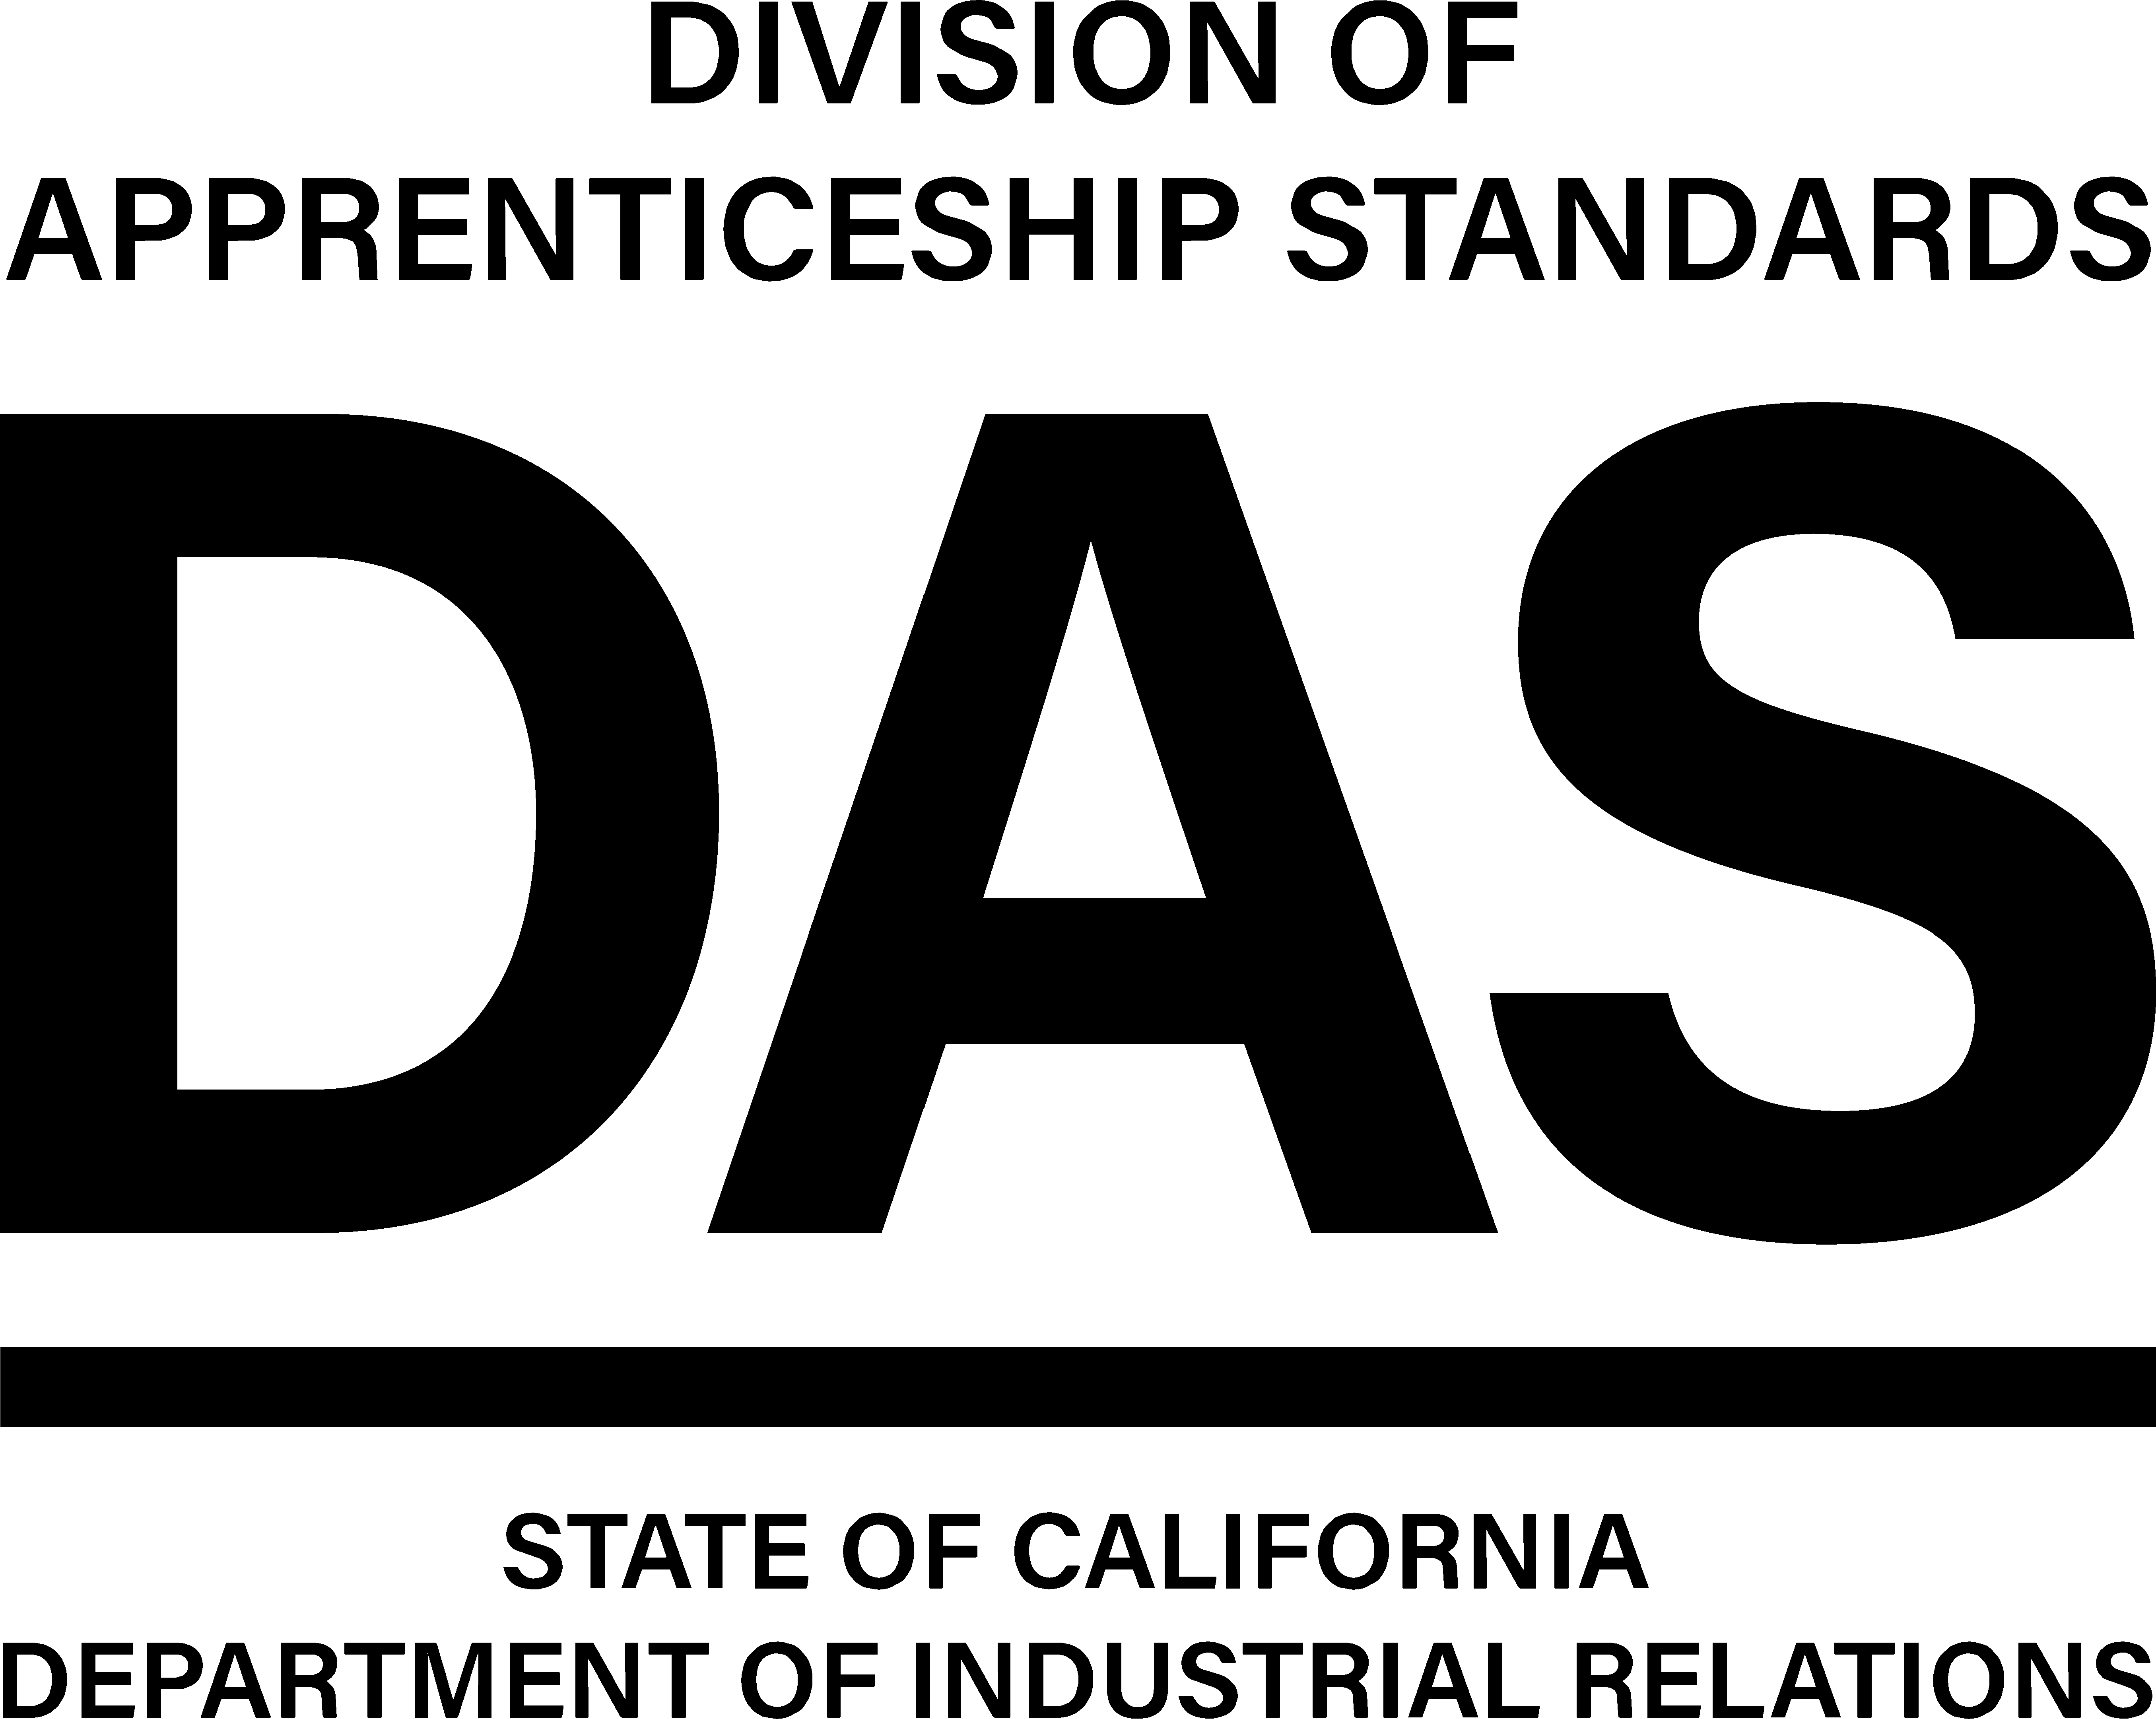 DIVISION OF
APPRENTICESHIP STANDARDS
DAS
STATE OF CALIFORNIA
DEPARTMENT OF INDUSTRIAL RELATIONS